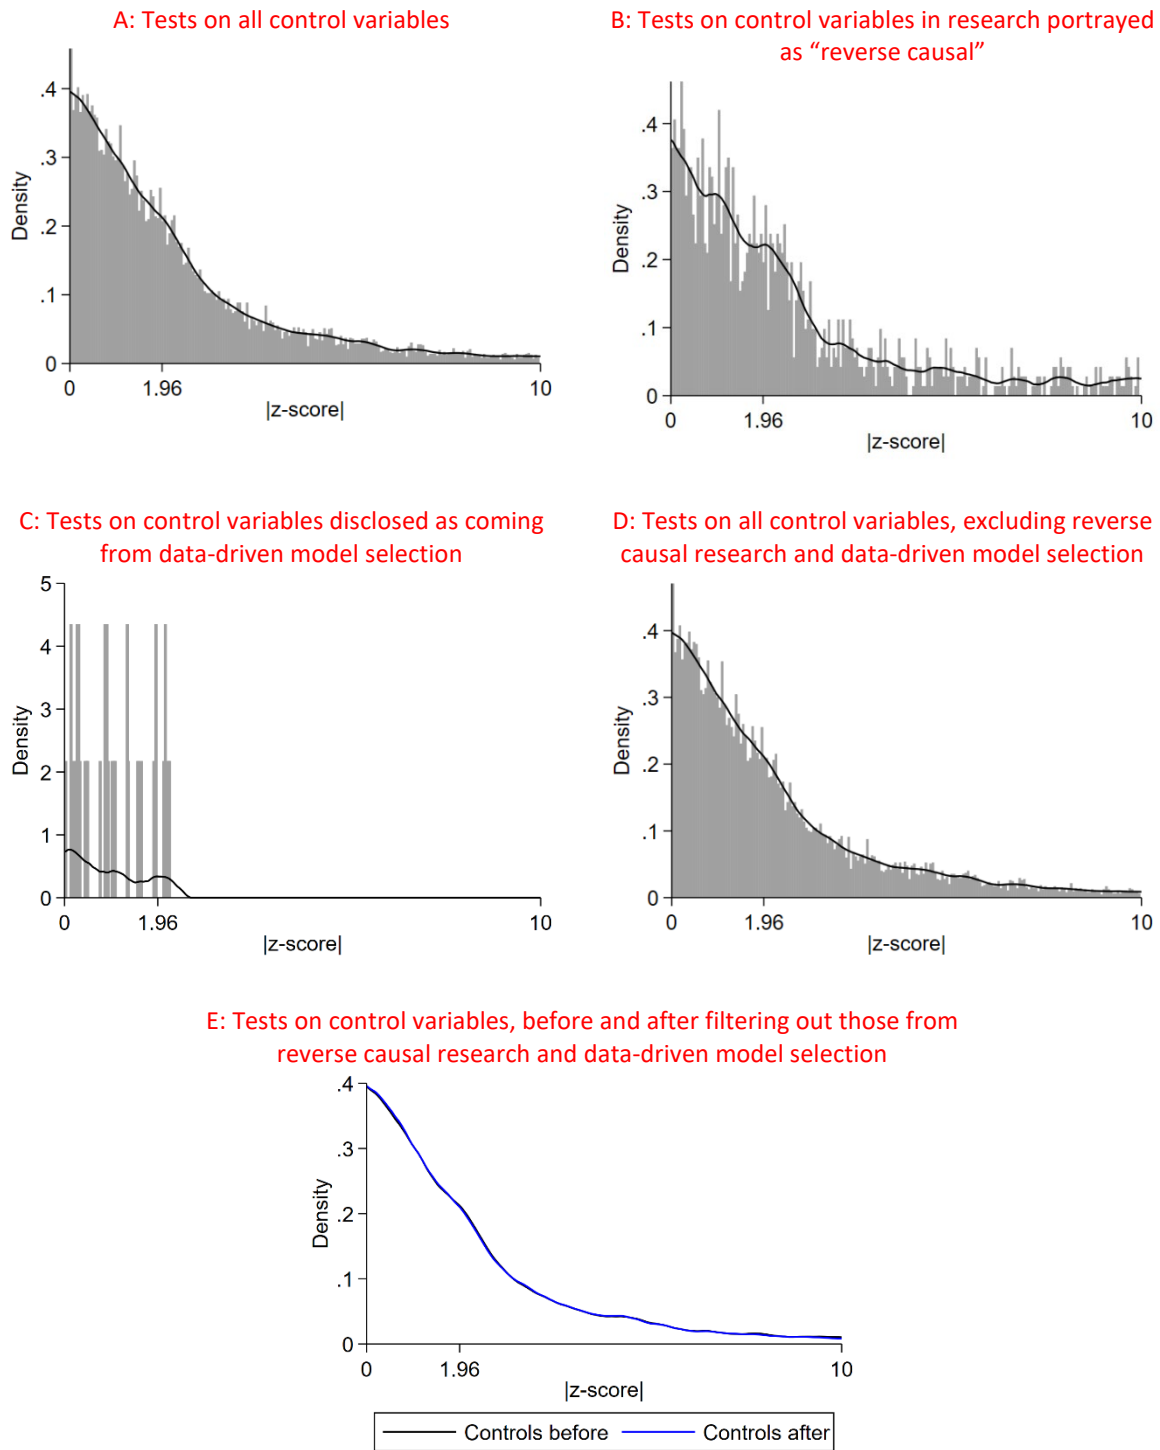 A: Tests on all control variables
.4
.3
.2
.1
0
Density
0
1.96
10
|z-score|
B: Tests on control variables in research portrayed
as “reverse causal”
.4
.3
.2
.1
0
Density
0
1.96
10
|z-score|
C: Tests on control variables disclosed as coming
from data-driven model selection
5
4
3
2
1
0
Density
0
1.96
10
|z-score|
D: Tests on all control variables, excluding reverse
causal research and data-driven model selection
.4
.3
.2
.1
0
Density
0
1.96
10
|z-score|
E: Tests on control variables, before and after filtering out those from
reverse causal research and data-driven model selection
.4
.3
.2
.1
0
Density
0
1.96
10
|z-score|
Controls before
Controls after